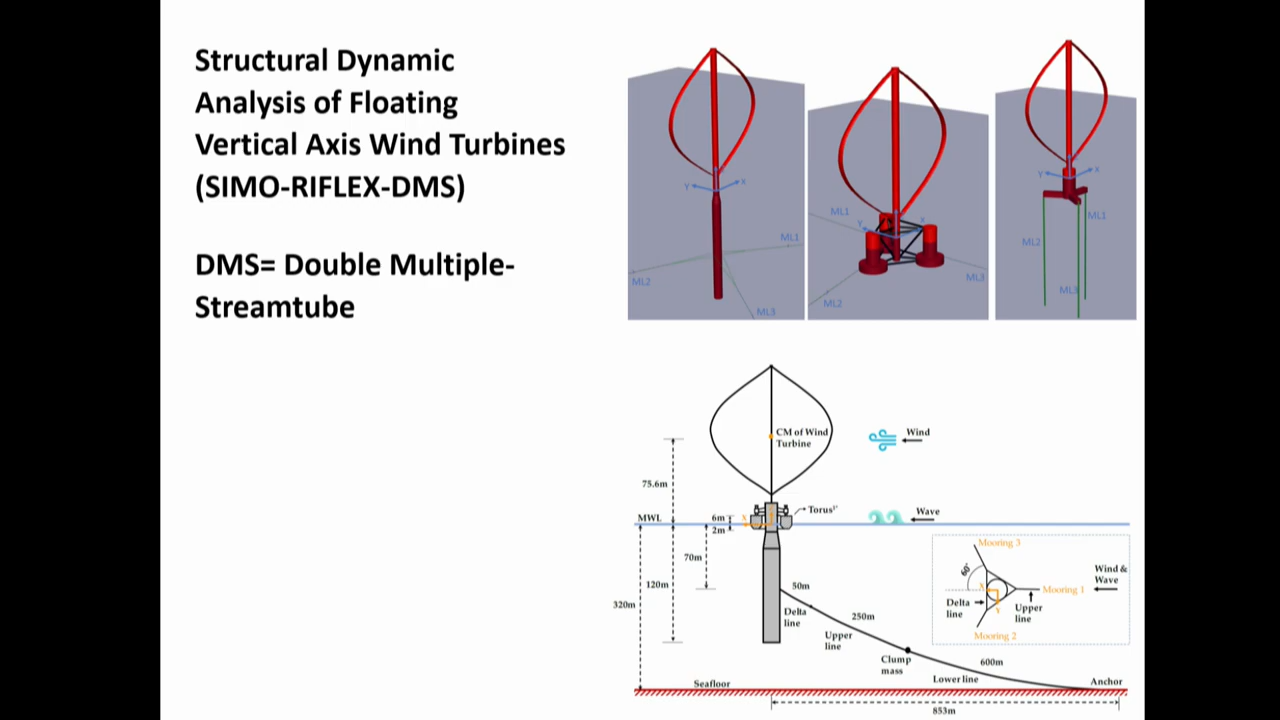 Structural Dynamic
Analysis of Floating
Vertical Axis Wind Turbines
(SIMO-RIFLEX-DMS)
DMS= Double Multiple-
Streamtube
Y X
ML1
ML2
ML3
ML1
Y X
ML3
ML2
Y X
ML1
ML2
ML3
CM of Wind
Turbine
Wind
75.6m
Torus
MWL
6m
X
2m
Wave
70m
120m
320m
50m
Delta
line
250m
Upper
line
Clump
mass
600m
Lower line
Seafloor
Anchor
853m
Mooring 3
60°
Wind &
Wave
X
Mooring 1
Delta
line
Y
Upper
line
Mooring 2